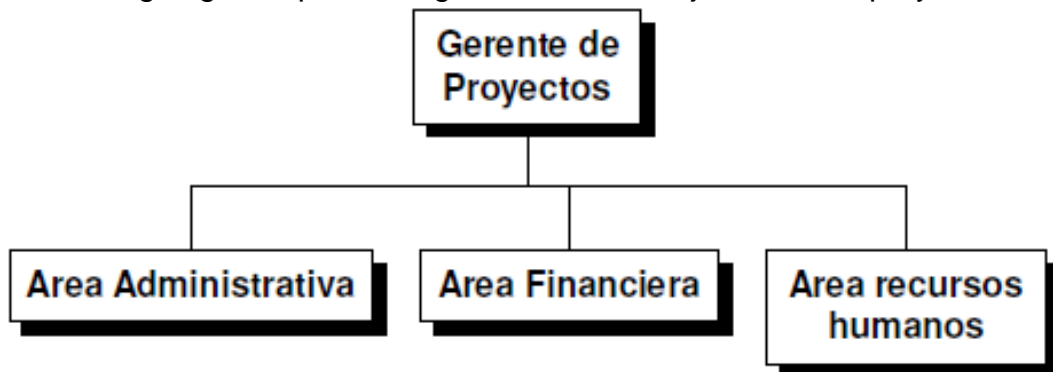 Gerente de
Proyectos
Area Administrativa
Area Financiera
Area recursos
humanos